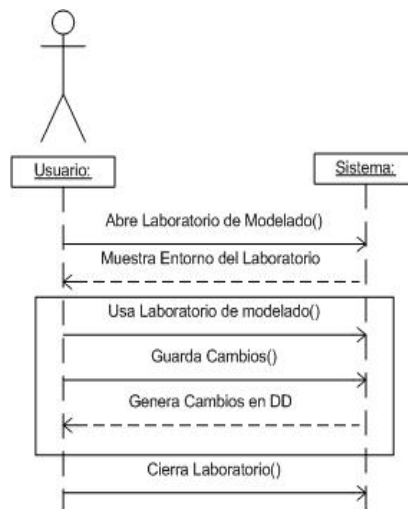 Usuario:
Sistema:
Abre Laboratorio de Modelado()
Muestra Entorno del Laboratorio
Usa Laboratorio de modelado()
Guarda Cambios()
Genera Cambios en DD
Cierra Laboratorio()